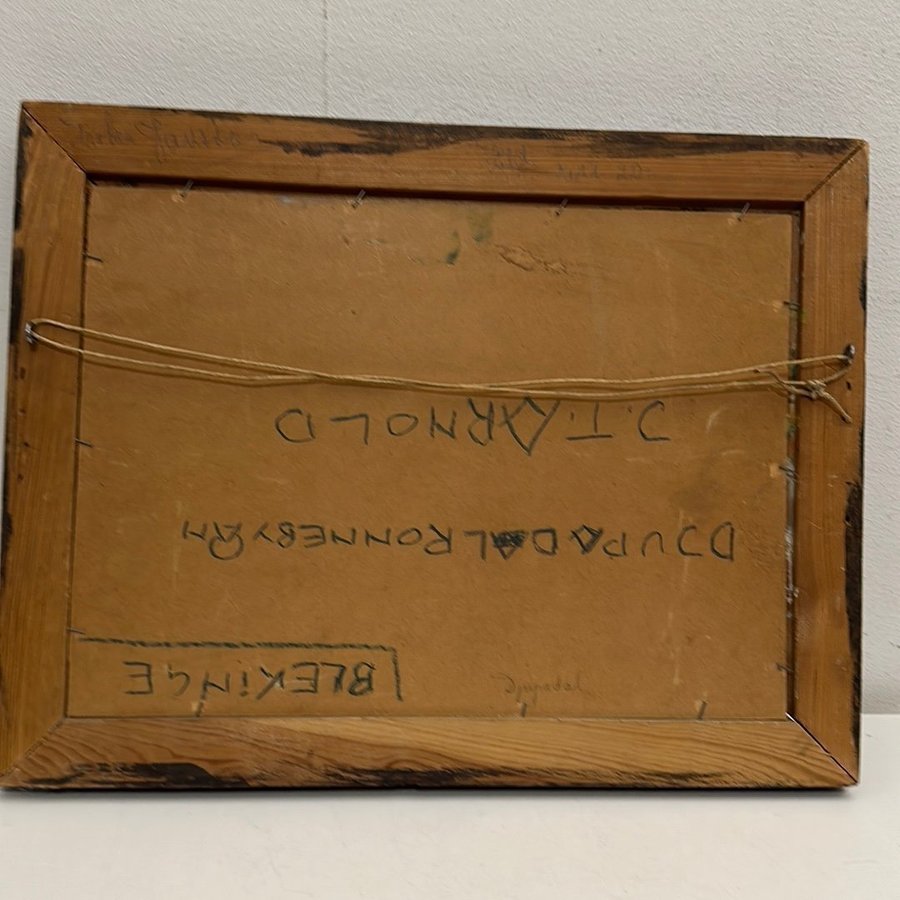 BLEKiNGE
DJUPADAL RONNEBYÅN
J.T. ARNOLD
Djupadal